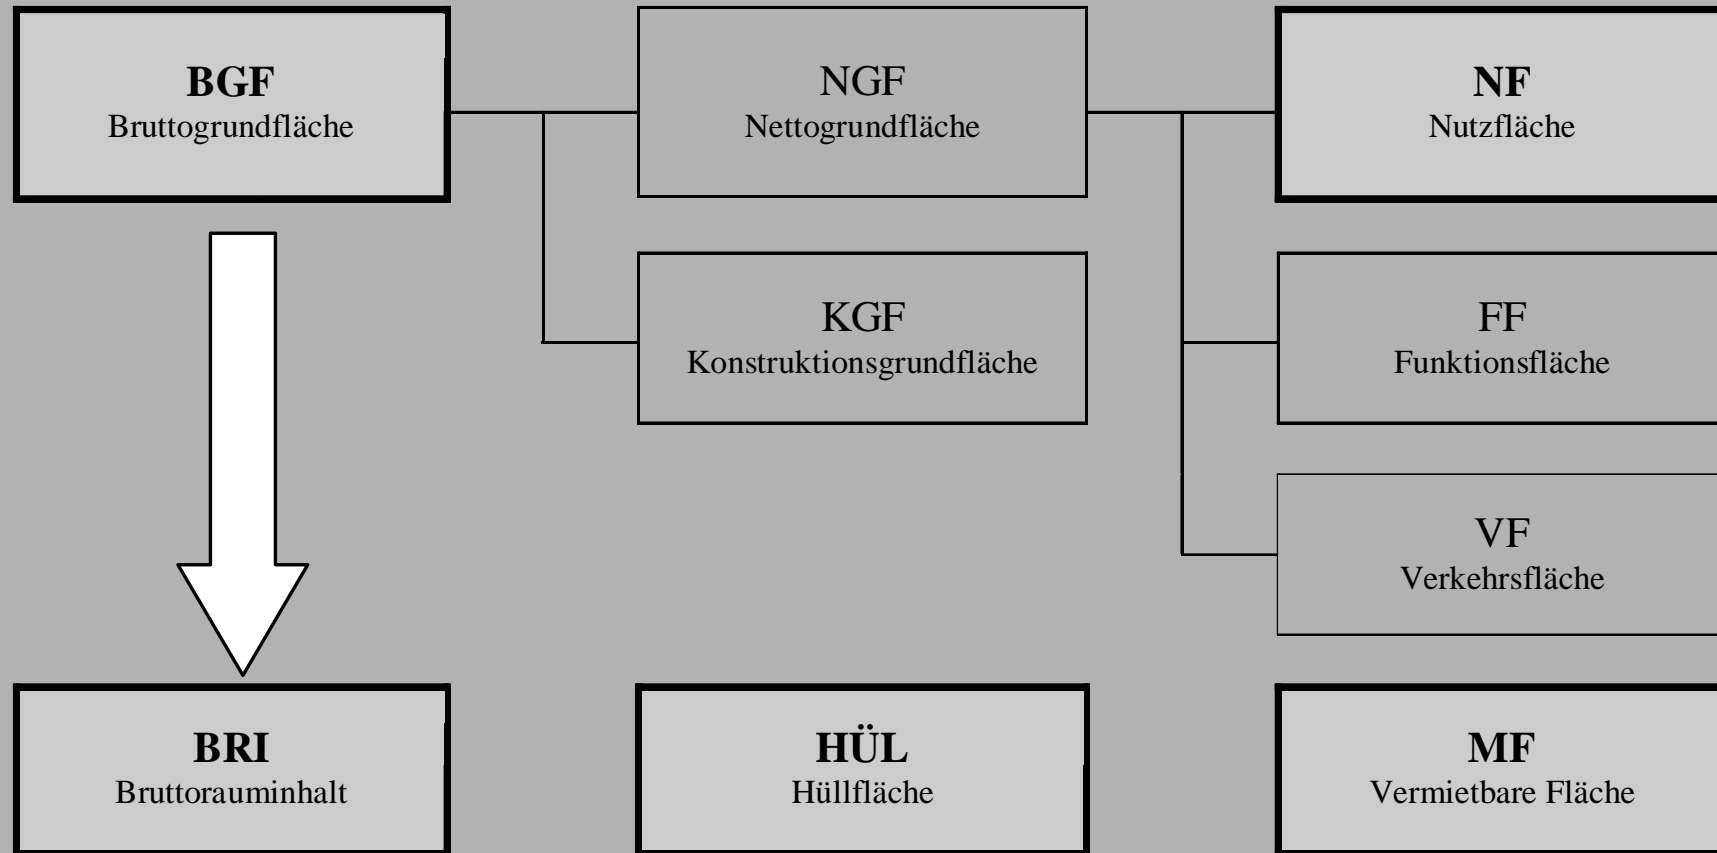 BGF
Bruttogrundfläche
NGF
Nettogrundfläche
NF
Nutzfläche
KGF
Konstruktionsgrundfläche
FF
Funktionsfläche
VF
Verkehrsfläche
BRI
Bruttorauminhalt
HÜL
Hüllfläche
MF
Vermietbare Fläche